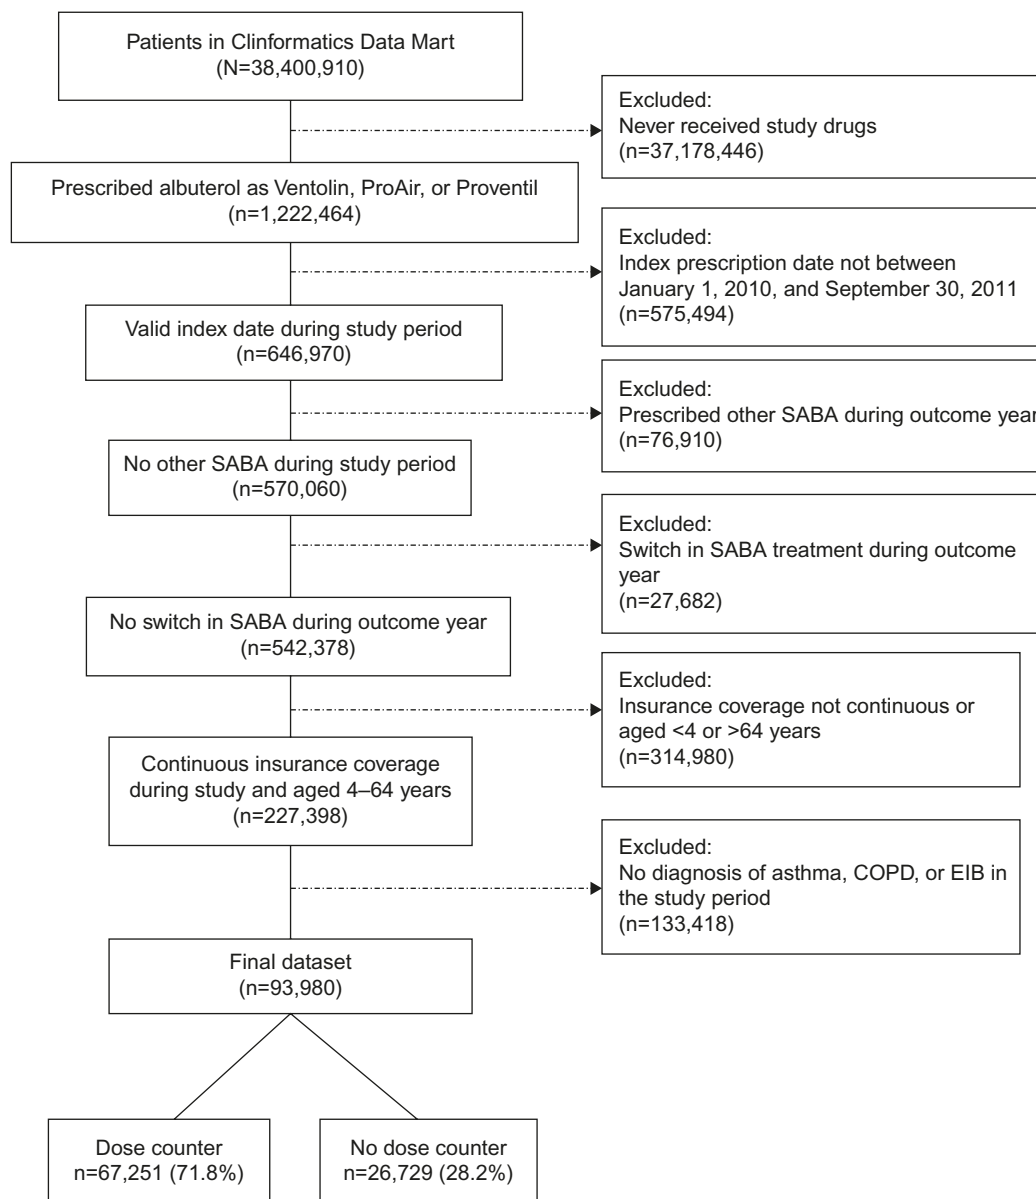 Patients in Clinformatics Data Mart
(N=38,400,910)
Excluded:
Never received study drugs
(n=37,178,446)
Prescribed albuterol as Ventolin, ProAir, or Proventil
(n=1,222,464)
Excluded:
Index prescription date not between
January 1, 2010, and September 30, 2011
(n=575,494)
Valid index date during study period
(n=646,970)
Excluded:
Prescribed other SABA during outcome year
(n=76,910)
No other SABA during study period
(n=570,060)
Excluded:
Switch in SABA treatment during outcome
year
(n=27,682)
No switch in SABA during outcome year
(n=542,378)
Excluded:
Insurance coverage not continuous or
aged <4 or >64 years
(n=314,980)
Continuous insurance coverage
during study and aged 4–64 years
(n=227,398)
Excluded:
No diagnosis of asthma, COPD, or EIB in
the study period
(n=133,418)
Final dataset
(n=93,980)
Dose counter
n=67,251 (71.8%)
No dose counter
n=26,729 (28.2%)